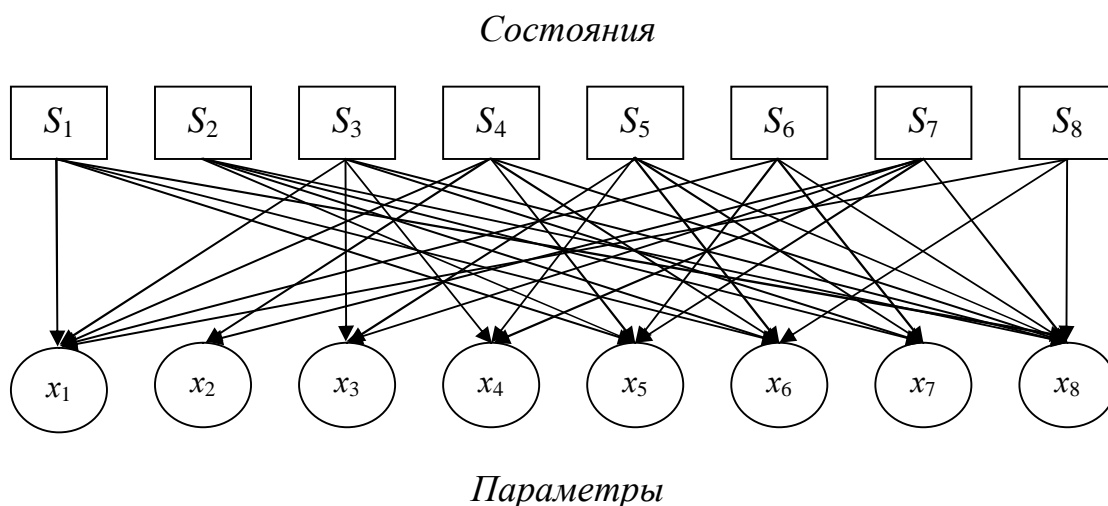 Состояния
S₁ S₂ S₃ S₄ S₅ S₆ S₇ S₈
x₁ x₂ x₃ x₄ x₅ x₆ x₇ x₈
Параметры